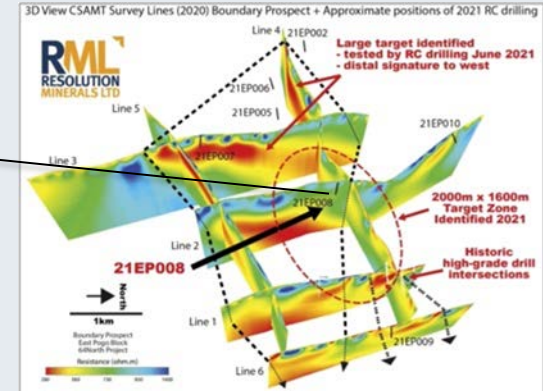 3D View CSAMT Survey Lines (2020) Boundary Prospect + Approximate positions of 2021 RC drilling
RML
RESOLUTION
MINERALS LTD
Line 4
21EP002
Large target identified
- tested by RC drilling June 2021
- distal signature to west
21EP006
21EP005
Line 5
21EP010
Line 3
21EP007
21EP008
2000m x 1600m
Target Zone
Identified 2021
Line 2
21EP008
Historic
high-grade drill
intersections
North
1km
Line 1
Boundary Prospect
East Pogo Block
64North Project
21EP009
Resistance (ohm.m)
Line 6